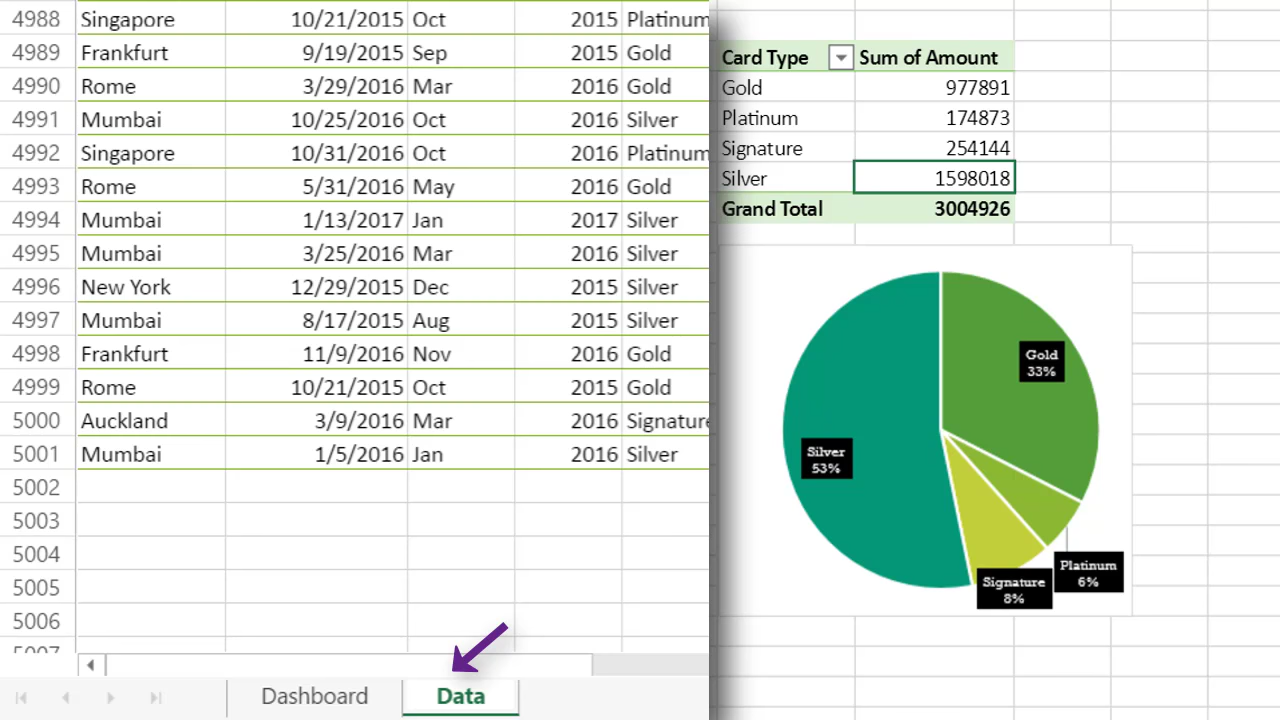 4988 Singapore 10/21/2015 Oct 2015 Platinum
4989 Frankfurt 9/19/2015 Sep 2015 Gold
4990 Rome 3/29/2016 Mar 2016 Gold
4991 Mumbai 10/25/2016 Oct 2016 Silver
4992 Singapore 10/31/2016 Oct 2016 Platinum
4993 Rome 5/31/2016 May 2016 Gold
4994 Mumbai 1/13/2017 Jan 2017 Silver
4995 Mumbai 3/25/2016 Mar 2016 Silver
4996 New York 12/29/2015 Dec 2015 Silver
4997 Mumbai 8/17/2015 Aug 2015 Silver
4998 Frankfurt 11/9/2016 Nov 2016 Gold
4999 Rome 10/21/2015 Oct 2015 Gold
5000 Auckland 3/9/2016 Mar 2016 Signature
5001 Mumbai 1/5/2016 Jan 2016 Silver
5002
5003
5004
5005
5006
5007
Dashboard Data
Card Type Sum of Amount
Gold 977891
Platinum 174873
Signature 254144
Silver 1598018
Grand Total 3004926
Gold
33%
Silver
53%
Platinum
6%
Signature
8%